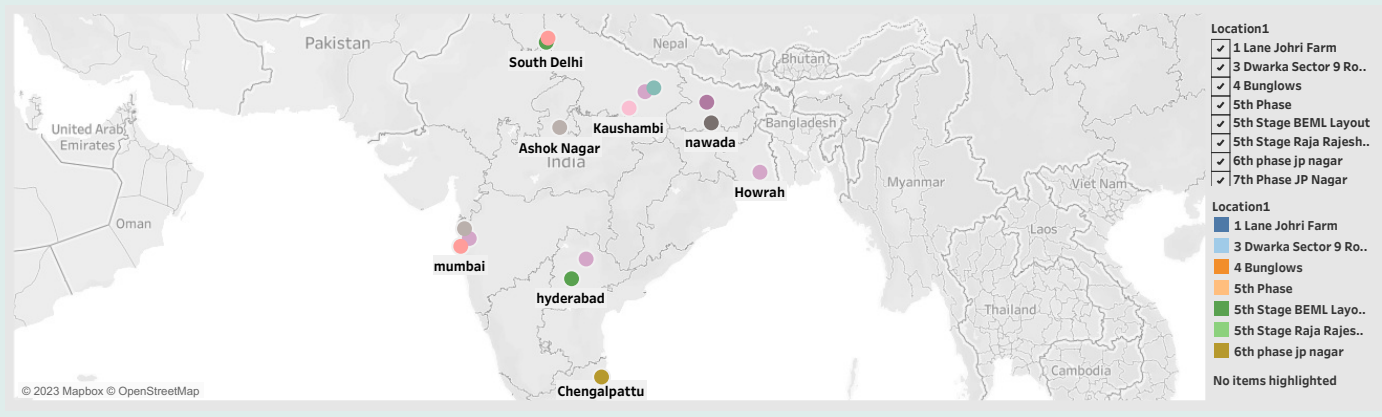 Pakistan
Nepal
Bhutan
South Delhi
United Arab
Emirates
Kaushambi
Bangladesh
nawada
Ashok Nagar
India
Myanmar
Viet Nam
Howrah
Oman
Laos
mumbai
hyderabad
Thailand
Cambodia
Chengalpattu
© 2023 Mapbox © OpenStreetMap
Location1
1 Lane Johri Farm
3 Dwarka Sector 9 Ro..
4 Bunglows
5th Phase
5th Stage BEML Layout
5th Stage Raja Rajesh..
6th phase jp nagar
7th Phase JP Nagar
Location1
1 Lane Johri Farm
3 Dwarka Sector 9 Ro..
4 Bunglows
5th Phase
5th Stage BEML Layo..
5th Stage Raja Rajes..
6th phase jp nagar
No items highlighted